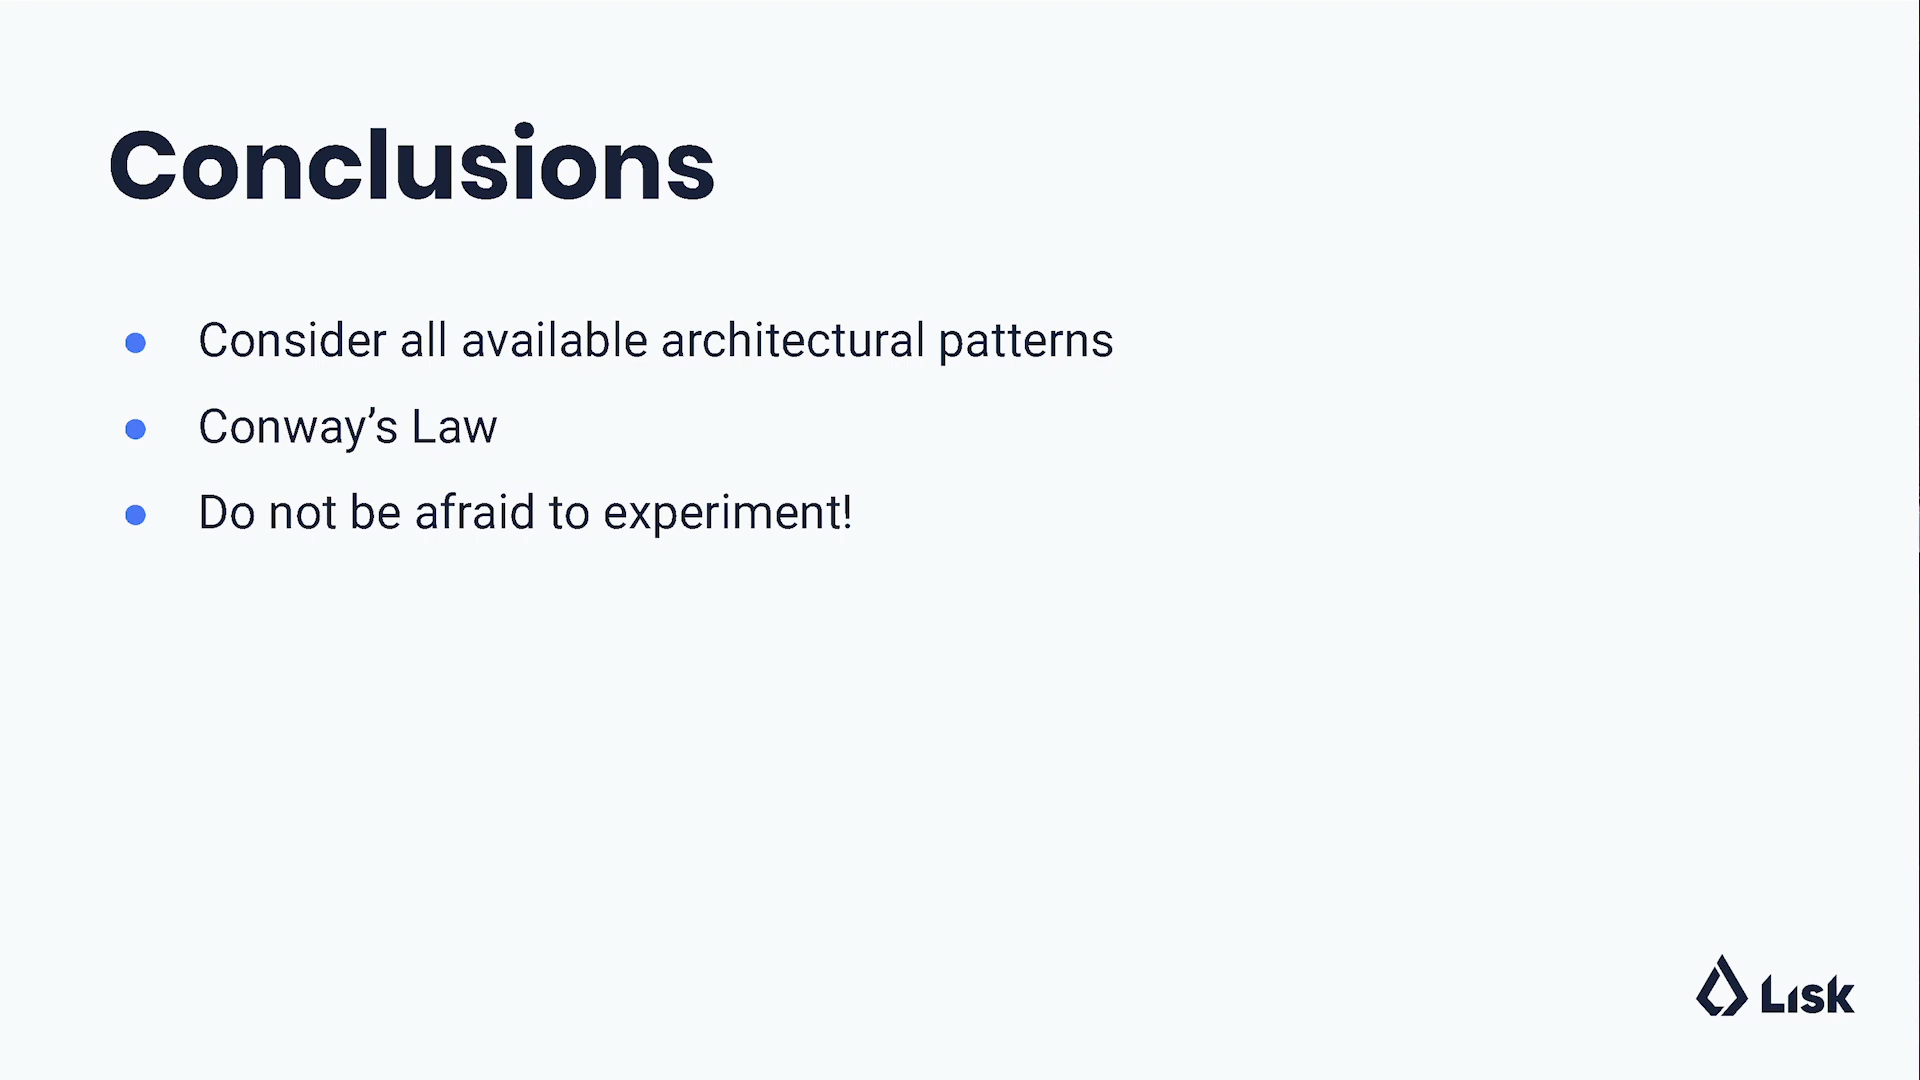 Conclusions
Consider all available architectural patterns
Conway’s Law
Do not be afraid to experiment!
Lisk